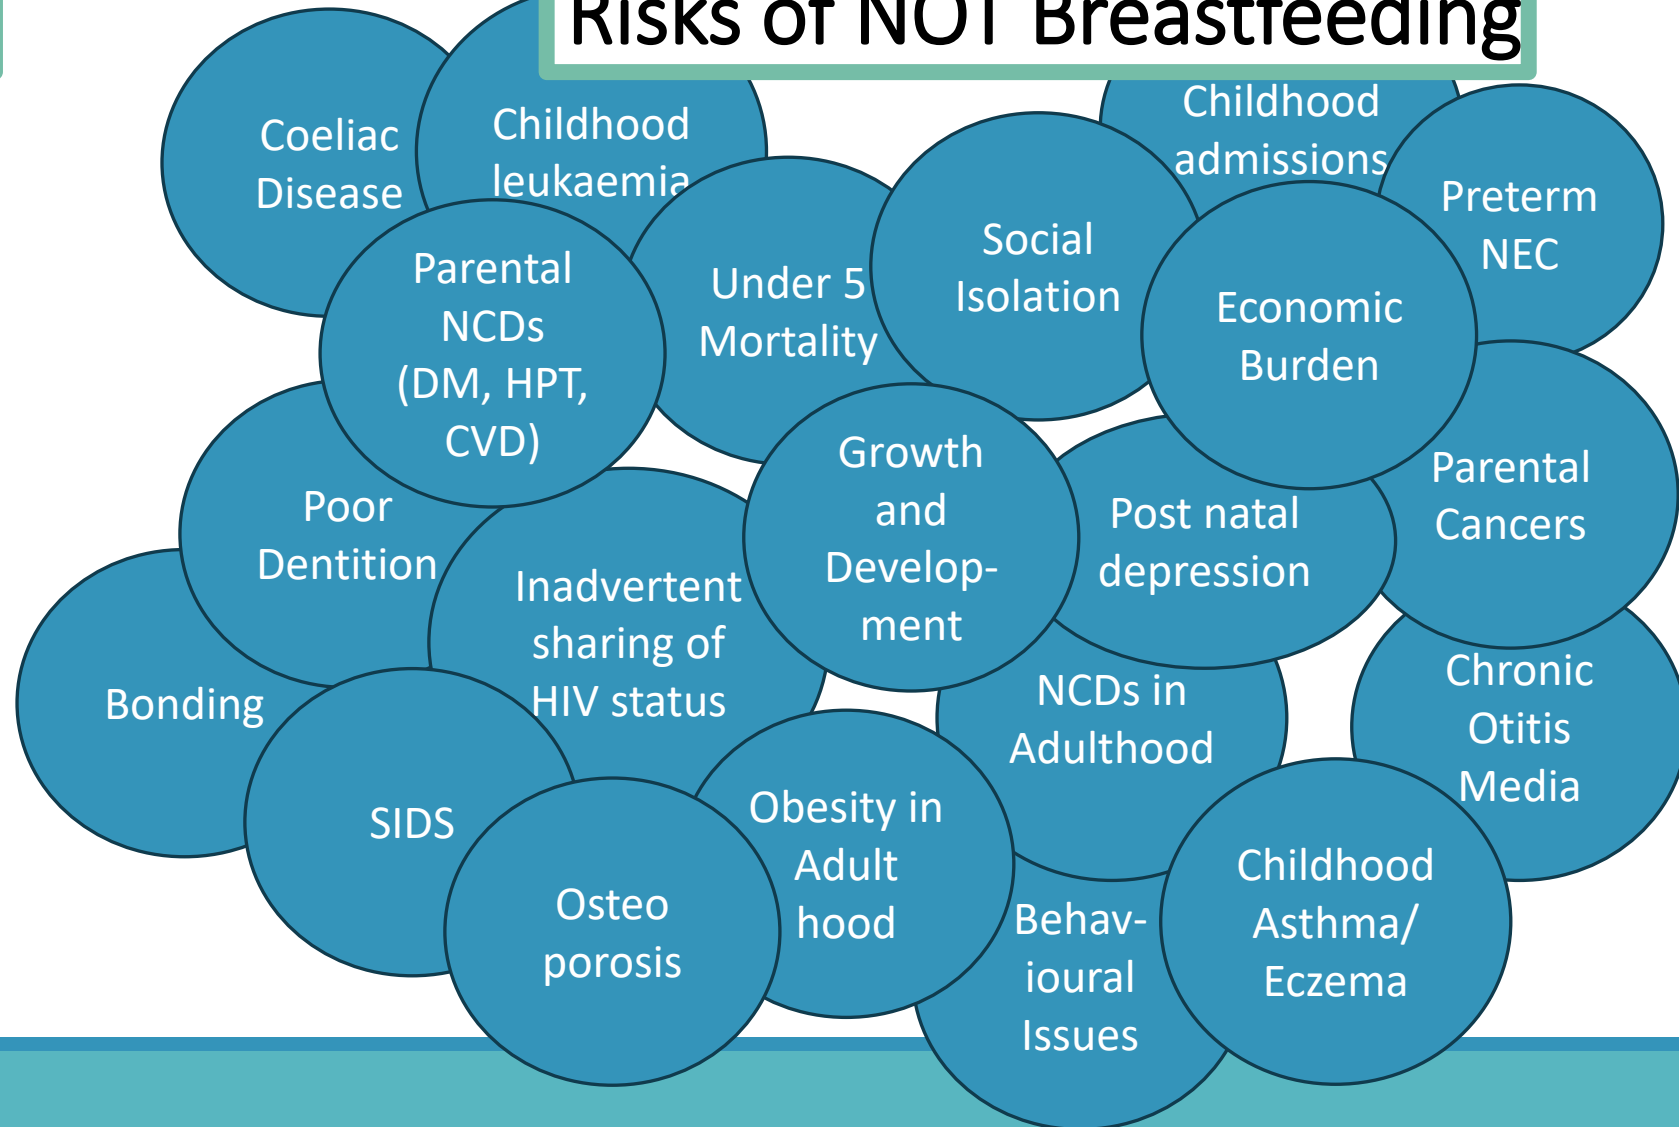 Risks of NOT Breastfeeding
Coeliac
Disease
Childhood
leukaemia
Childhood
admissions
Preterm
NEC
Parental
NCDs
(DM, HPT,
CVD)
Under 5
Mortality
Social
Isolation
Economic
Burden
Poor
Dentition
Growth
and
Develop-
ment
Post natal
depression
Parental
Cancers
Inadvertent
sharing of
HIV status
Bonding
NCDs in
Adulthood
Chronic
Otitis
Media
SIDS
Obesity in
Adult
hood
Osteo
porosis
Behav-
ioural
Issues
Childhood
Asthma/
Eczema